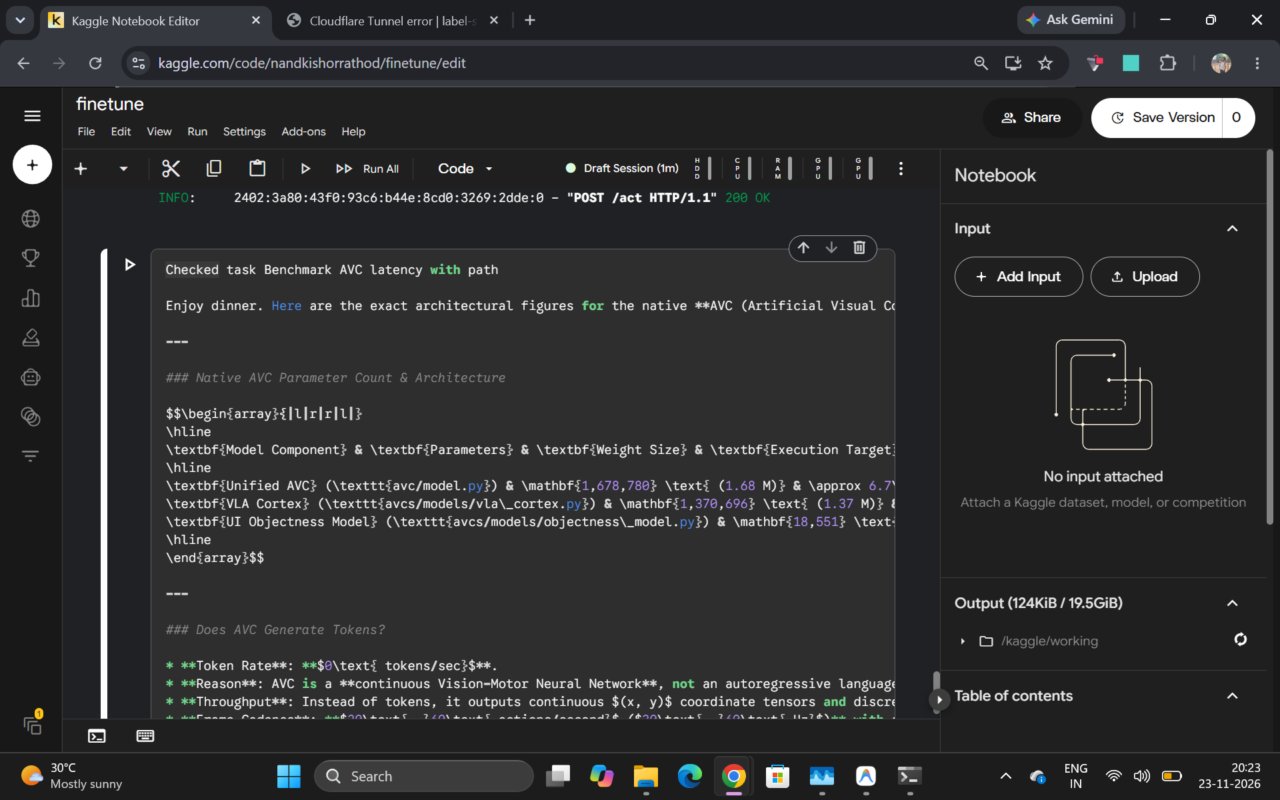 Kaggle Notebook Editor
Cloudflare Tunnel error | label-s
Ask Gemini
kaggle.com/code/nandkishorrathod/finetune/edit
finetune
File Edit View Run Settings Add-ons Help
Share
Save Version 0
Run All
Code
Draft Session (1m)
HDD
CPU
RAM
GPU
GPU
INFO: 2402:3a80:43f0:93c6:b44e:8cd0:3269:2dde:0 - "POST /act HTTP/1.1" 200 OK
Checked task Benchmark AVC latency with path
Enjoy dinner. Here are the exact architectural figures for the native **AVC (Artificial Visual Co
---
### Native AVC Parameter Count & Architecture
$$\begin{array}{|l|r|r|l|}
\hline
\textbf{Model Component} & \textbf{Parameters} & \textbf{Weight Size} & \textbf{Execution Target}
\hline
\textbf{Unified AVC} (\texttt{avc/model.py}) & \mathbf{1,678,780} \text{ (1.68 M)} & \approx 6.7\
\textbf{VLA Cortex} (\texttt{avcs/models/vla\_cortex.py}) & \mathbf{1,370,696} \text{ (1.37 M)} &
\textbf{UI Objectness Model} (\texttt{avcs/models/objectness\_model.py}) & \mathbf{18,551} \text{
\hline
\end{array}$$
---
### Does AVC Generate Tokens?
* **Token Rate**: **$0\text{ tokens/sec}$**.
* **Reason**: AVC is a **continuous Vision-Motor Neural Network**, not an autoregressive language
* **Throughput**: Instead of tokens, it outputs continuous $(x, y)$ coordinate tensors and discre
Notebook
Input
Add Input
Upload
No input attached
Attach a Kaggle dataset, model, or competition
Output (124KiB / 19.5GiB)
/kaggle/working
Table of contents
1
30°C
Mostly sunny
Search
ENG
IN
20:23
23-11-2026